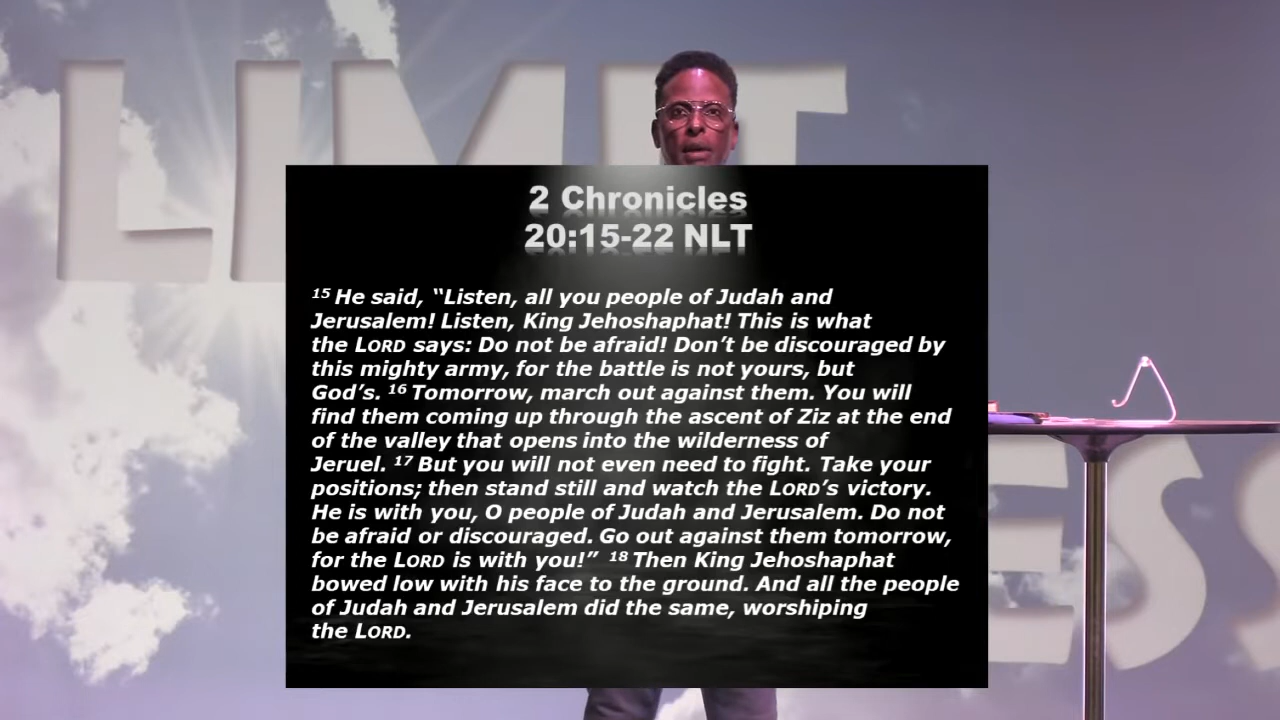 LIMIT
2 Chronicles
20:15-22 NLT
15 He said, “Listen, all you people of Judah and
Jerusalem! Listen, King Jehoshaphat! This is what
the LORD says: Do not be afraid! Don’t be discouraged by
this mighty army, for the battle is not yours, but
God’s. 16 Tomorrow, march out against them. You will
find them coming up through the ascent of Ziz at the end
of the valley that opens into the wilderness of
Jeruel. 17 But you will not even need to fight. Take your
positions; then stand still and watch the LORD’s victory.
He is with you, O people of Judah and Jerusalem. Do not
be afraid or discouraged. Go out against them tomorrow,
for the LORD is with you!” 18 Then King Jehoshaphat
bowed low with his face to the ground. And all the people
of Judah and Jerusalem did the same, worshiping
the LORD.
ESS